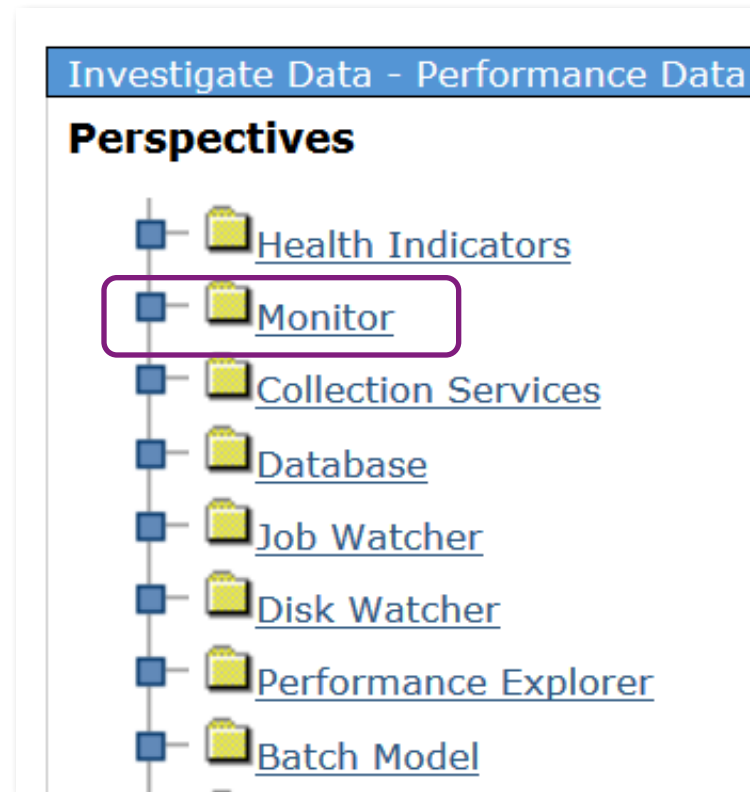 Investigate Data - Performance Data
Perspectives
Health Indicators
Monitor
Collection Services
Database
Job Watcher
Disk Watcher
Performance Explorer
Batch Model